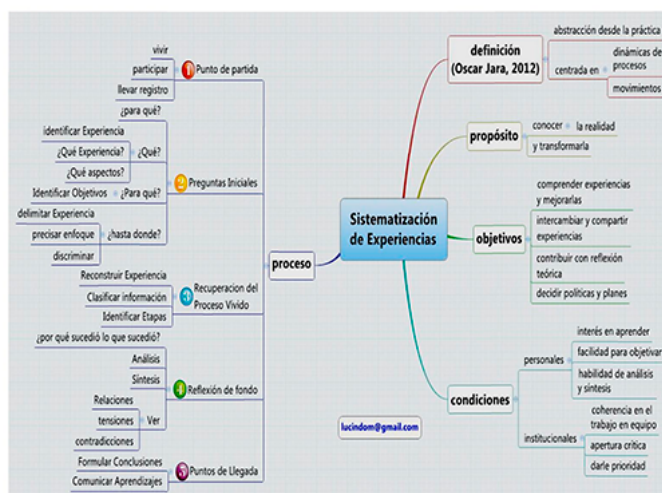 Sistematización
de Experiencias
definición
(Oscar Jara, 2012)
abstracción desde la práctica
centrada en
dinámicas de
procesos
movimientos
propósito
conocer
la realidad
y transformarla
objetivos
comprender experiencias
y mejorarlas
intercambiar y compartir
experiencias
contribuir con reflexión
teórica
decidir políticas y planes
condiciones
personales
interés en aprender
facilidad para objetivar
habilidad de análisis
y síntesis
institucionales
coherencia en el
trabajo en equipo
apertura crítica
darle prioridad
proceso
1 Punto de partida
vivir
participar
llevar registro
2 Preguntas Iniciales
¿para qué?
¿Qué?
identificar Experiencia
¿Qué Experiencia?
¿Qué aspectos?
¿Para qué?
Identificar Objetivos
¿hasta donde?
delimitar Experiencia
precisar enfoque
discriminar
3 Recuperacion del
Proceso Vivido
Reconstruir Experiencia
Clasificar información
Identificar Etapas
4 Reflexión de fondo
¿por qué sucedió lo que sucedió?
Análisis
Síntesis
Ver
Relaciones
tensiones
contradicciones
5 Puntos de Llegada
Formular Conclusiones
Comunicar Aprendizajes
lucindom@gmail.com